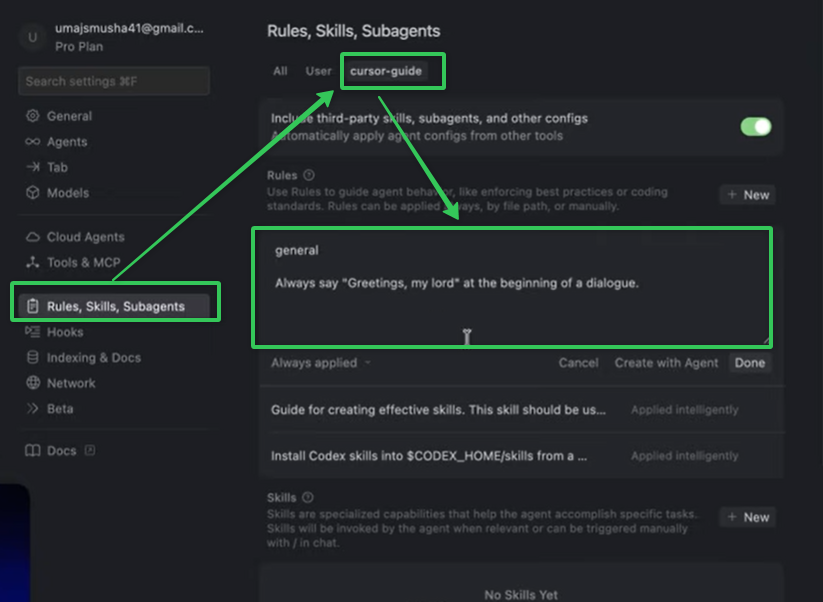 U
umajsmusha41@gmail.c...
Pro Plan
Search settings ⌘F
General
Agents
Tab
Models
Cloud Agents
Tools & MCP
Rules, Skills, Subagents
Hooks
Indexing & Docs
Network
Beta
Docs
Rules, Skills, Subagents
All User cursor-guide
Include third-party skills, subagents, and other configs
Automatically apply agent configs from other tools
Rules
Use Rules to guide agent behavior, like enforcing best practices or coding
standards. Rules can be applied always, by file path, or manually.
+ New
general
Always say "Greetings, my lord" at the beginning of a dialogue.
Always applied
Cancel Create with Agent Done
Guide for creating effective skills. This skill should be us... Applied intelligently
Install Codex skills into $CODEX_HOME/skills from a ... Applied intelligently
Skills
Skills are specialized capabilities that help the agent accomplish specific tasks.
Skills will be invoked by the agent when relevant or can be triggered manually
with / in chat.
+ New
No Skills Yet